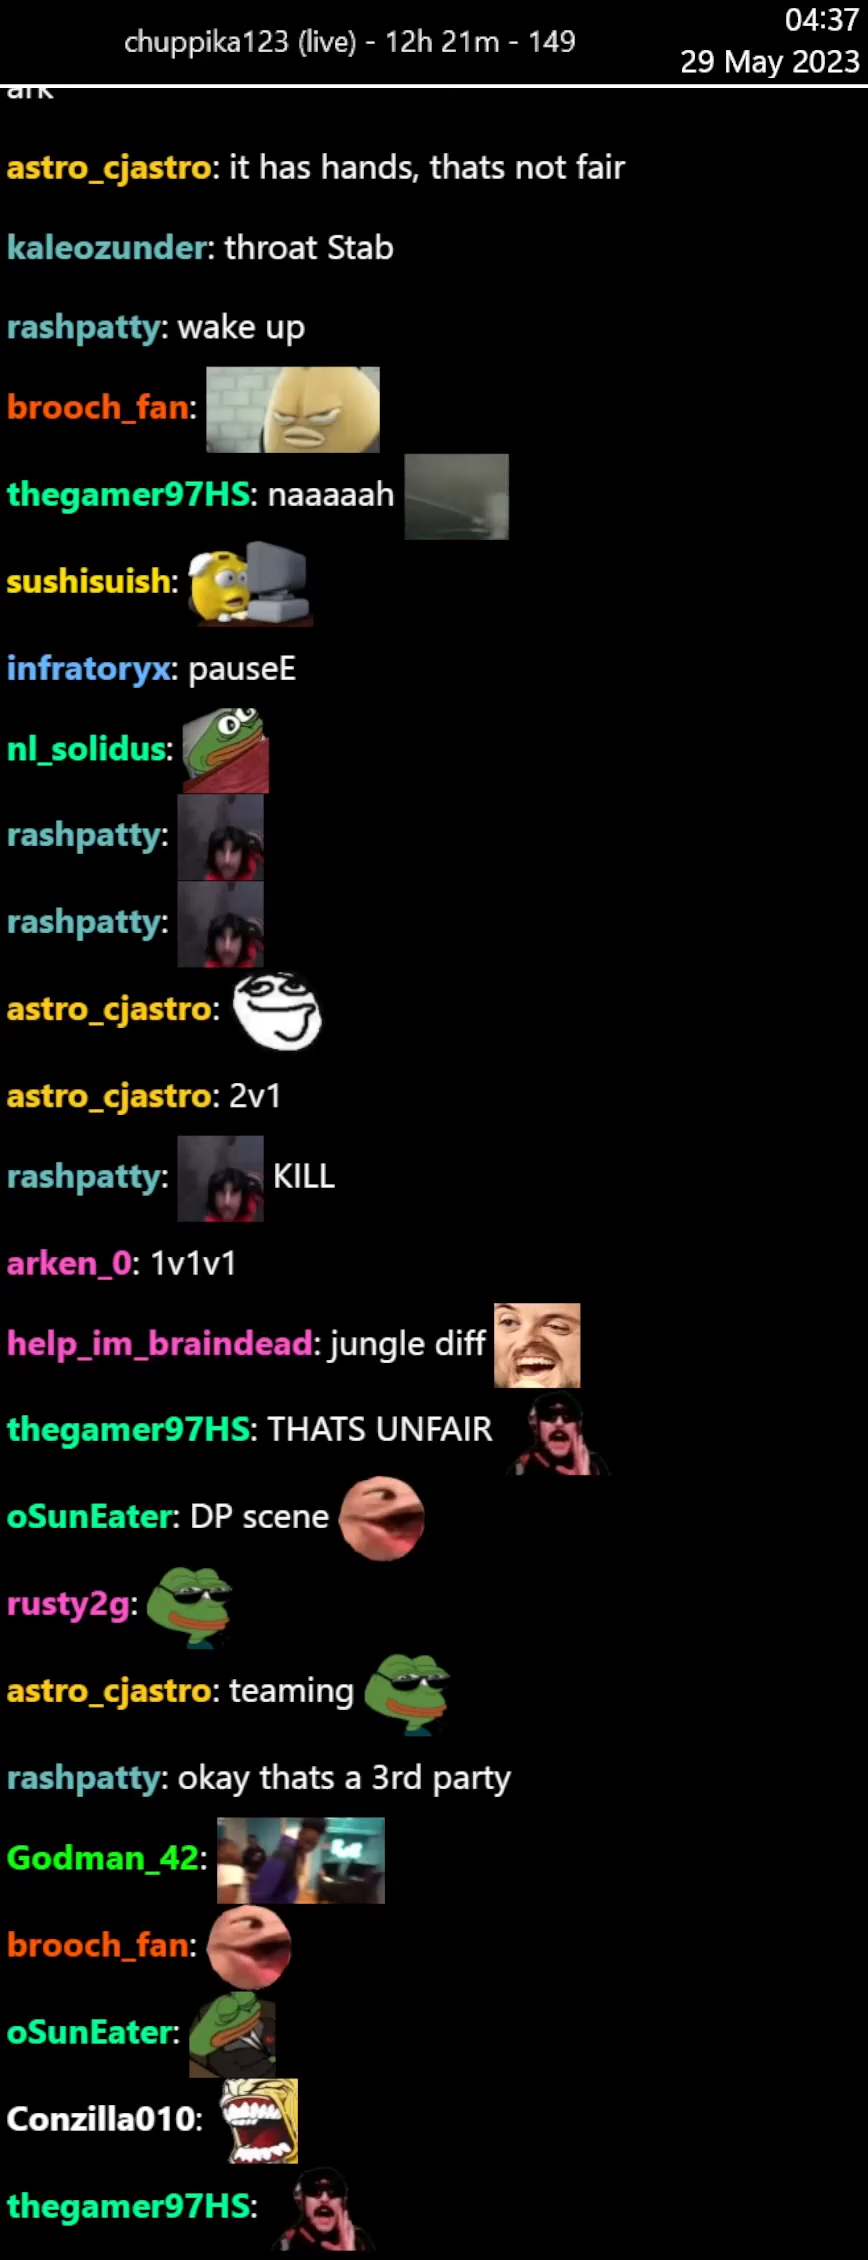 chuppika123 (live) - 12h 21m - 149
04:37
29 May 2023
ark
astro_cjastro: it has hands, thats not fair
kaleozunder: throat Stab
rashpatty: wake up
brooch_fan:
thegamer97HS: naaaaah
sushisuish:
infratoryx: pauseE
nl_solidus:
rashpatty:
rashpatty:
astro_cjastro:
astro_cjastro: 2v1
rashpatty: KILL
arken_0: 1v1v1
help_im_braindead: jungle diff
thegamer97HS: THATS UNFAIR
oSunEater: DP scene
rusty2g:
astro_cjastro: teaming
rashpatty: okay thats a 3rd party
Godman_42:
brooch_fan:
oSunEater:
Conzilla010:
thegamer97HS: